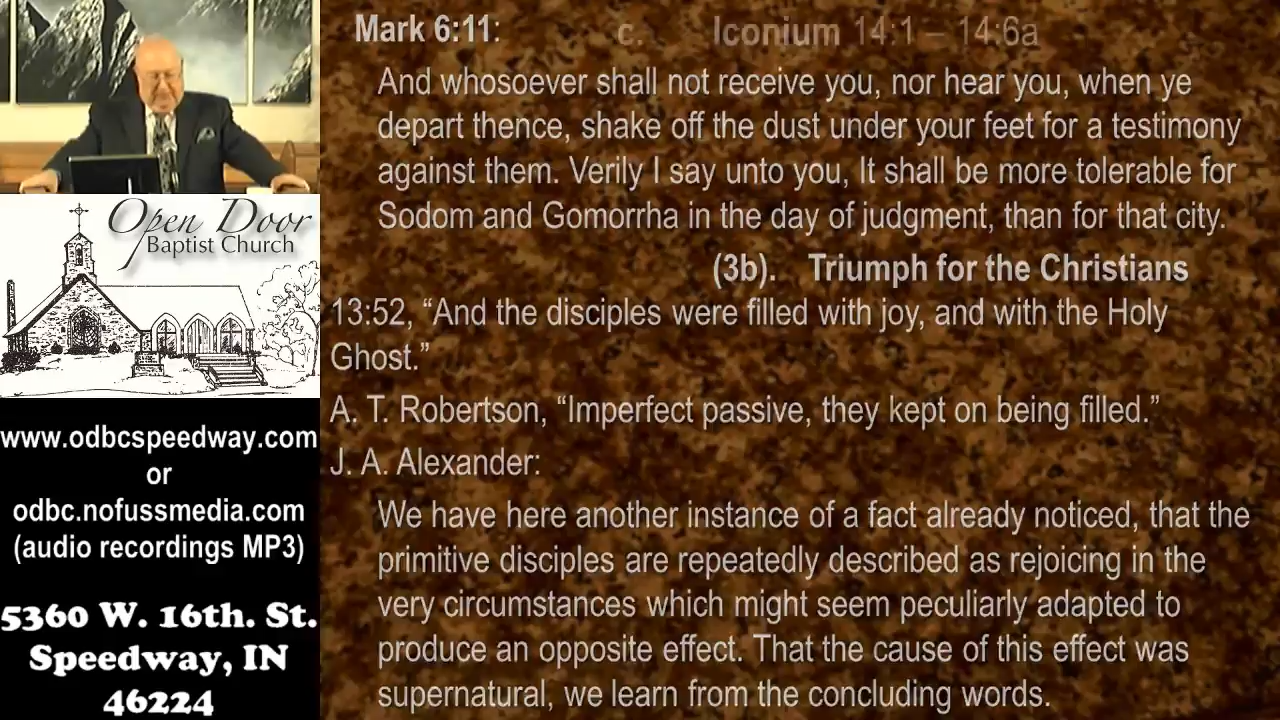 Open Door
Baptist Church
www.odbcspeedway.com
or
odbc.nofussmedia.com
(audio recordings MP3)
5360 W. 16th. St.
Speedway, IN
46224
Mark 6:11: c. Iconium 14:1 – 14:6a
And whosoever shall not receive you, nor hear you, when ye
depart thence, shake off the dust under your feet for a testimony
against them. Verily I say unto you, It shall be more tolerable for
Sodom and Gomorrha in the day of judgment, than for that city.
(3b). Triumph for the Christians
13:52, “And the disciples were filled with joy, and with the Holy
Ghost.”
A. T. Robertson, “Imperfect passive, they kept on being filled.”
J. A. Alexander:
We have here another instance of a fact already noticed, that the
primitive disciples are repeatedly described as rejoicing in the
very circumstances which might seem peculiarly adapted to
produce an opposite effect. That the cause of this effect was
supernatural, we learn from the concluding words.